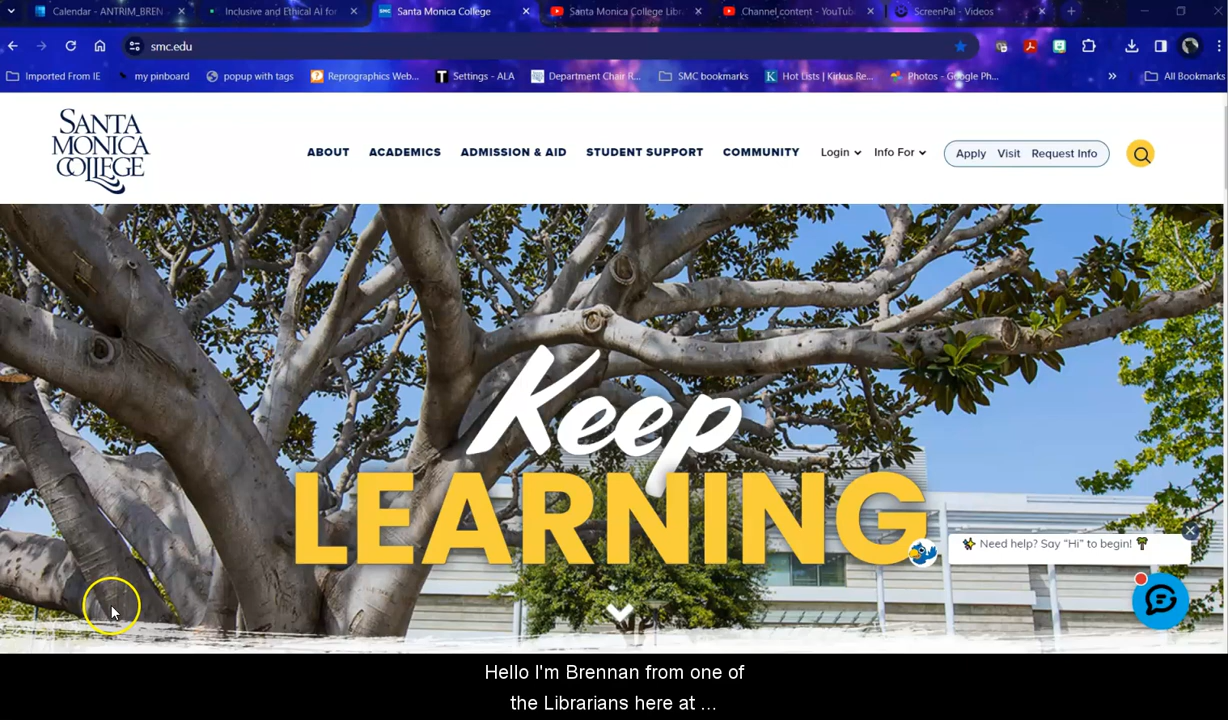 Calendar - ANTRIM_BREN
Inclusive and Ethical AI for
Santa Monica College
Santa Monica College Libr
Channel content - YouTube
ScreenPal - Videos
smc.edu
Imported From IE
my pinboard
popup with tags
Reprographics Web...
Settings - ALA
Department Chair R...
SMC bookmarks
Hot Lists | Kirkus Re...
Photos - Google Ph...
»
All Bookmarks
SANTA
MONICA
COLLEGE
ABOUT
ACADEMICS
ADMISSION & AID
STUDENT SUPPORT
COMMUNITY
Login
Info For
Apply
Visit
Request Info
Keep
LEARNING
Need help? Say “Hi” to begin!
Hello I'm Brennan from one of
the Librarians here at ...